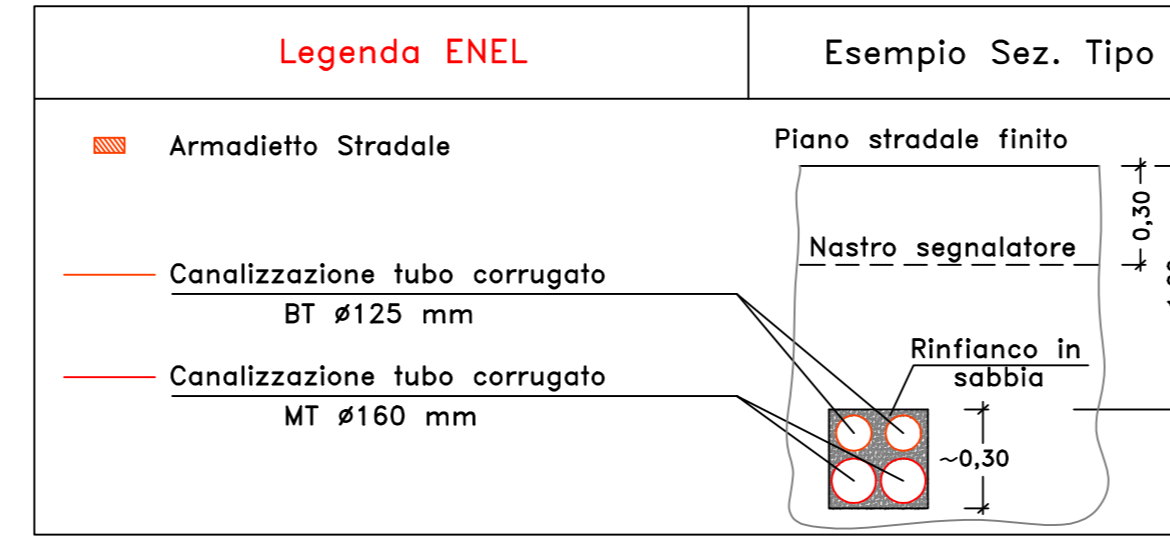 Legenda ENEL
Esempio Sez. Tipo
Armadietto Stradale
Piano stradale finito
0,30
Nastro segnalatore
Canalizzazione tubo corrugato
BT ø125 mm
Rinfianco in
sabbia
Canalizzazione tubo corrugato
MT ø160 mm
~0,30